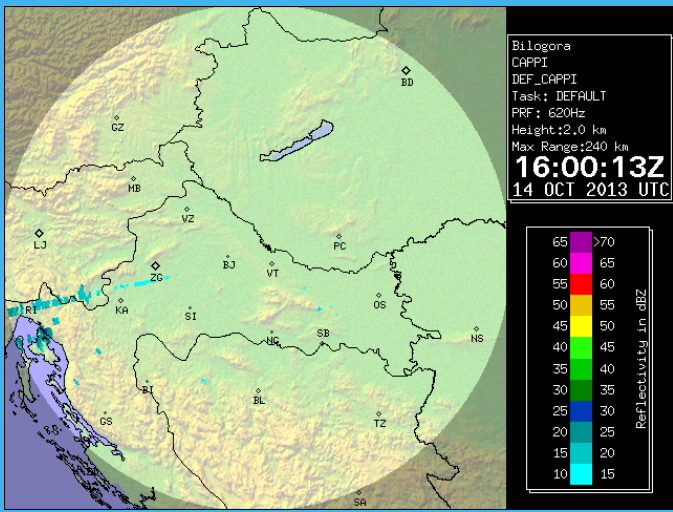 Bilogora
CAPPI
DEF_CAPPI
Task: DEFAULT
PRF: 620Hz
Height:2.0 km
Max Range:240 km
16:00:13Z
14 OCT 2013 UTC
BD
GZ
MB
VZ
LJ
PC
ZG
BJ
VT
RI
KA
SI
OS
NG
SB
NS
BI
BL
GS
TZ
SA
65 >70
60 65
55 60
50 55
45 50
40 45
35 40
30 35
25 30
20 25
15 20
10 15
Reflectivity in dBZ